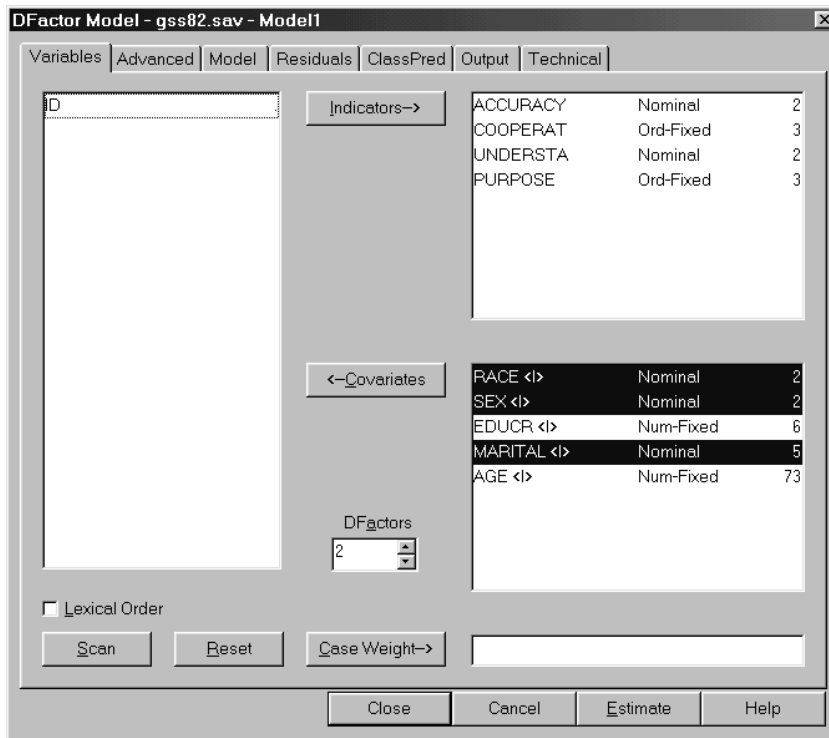 DFactor Model - gss82.sav - Model1
Variables Advanced Model Residuals ClassPred Output Technical
ID
Indicators-->
ACCURACY Nominal 2
COOPERAT Ord-Fixed 3
UNDERSTA Nominal 2
PURPOSE Ord-Fixed 3
<--Covariates
RACE <I> Nominal 2
SEX <I> Nominal 2
EDUCR <I> Num-Fixed 6
MARITAL <I> Nominal 5
AGE <I> Num-Fixed 73
DFactors
2
Lexical Order
Scan Reset Case Weight-->
Close Cancel Estimate Help